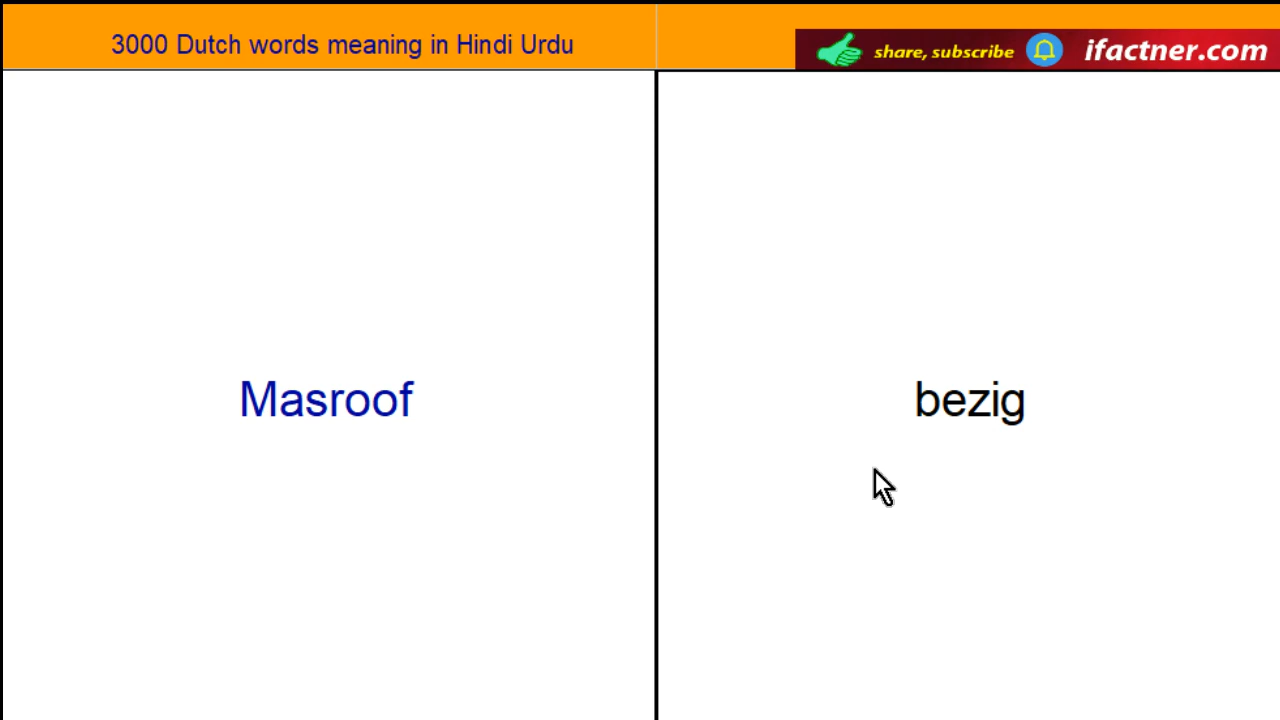 3000 Dutch words meaning in Hindi Urdu
share, subscribe
ifactner.com
Masroof
bezig